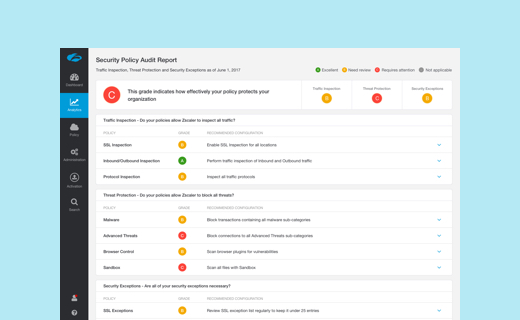 Security Policy Audit Report
Traffic Inspection, Threat Protection and Security Exceptions as of June 1, 2017
Excellent Need review Requires attention Not applicable
Dashboard
Analytics
Policy
Administration
Activation
Search
C
This grade indicates how effectively your policy protects your
organization
Traffic Inspection
B
Threat Protection
C
Security Exceptions
B
Traffic Inspection - Do your policies allow Zscaler to inspect all traffic?
POLICY GRADE RECOMMENDED CONFIGURATION
SSL Inspection B Enable SSL inspection for all locations
Inbound/Outbound Inspection A Perform traffic inspection of Inbound and Outbound traffic
Protocol Inspection B Inspect all traffic protocols
Threat Protection - Do your policies allow Zscaler to block all threats?
POLICY GRADE RECOMMENDED CONFIGURATION
Malware B Block transactions containing all malware sub-categories
Advanced Threats C Block connections to all Advanced Threats sub-categories
Browser Control B Scan browser plugins for vulnerabilities
Sandbox C Scan all files with Sandbox
Security Exceptions - Are all of your security exceptions necessary?
POLICY GRADE RECOMMENDED CONFIGURATION
SSL Exceptions B Review SSL exception list regularly to keep it under 25 entries